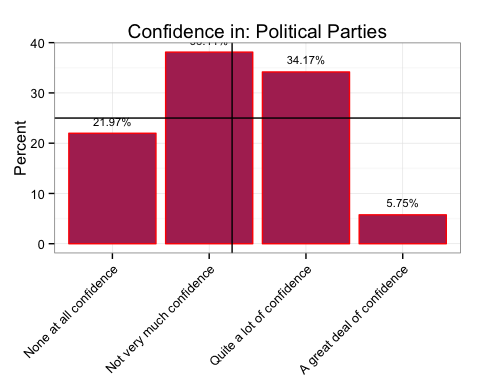 Confidence in: Political Parties
Percent
40
30
20
10
0
21.97%
34.17%
5.75%
None at all confidence
Not very much confidence
Quite a lot of confidence
A great deal of confidence